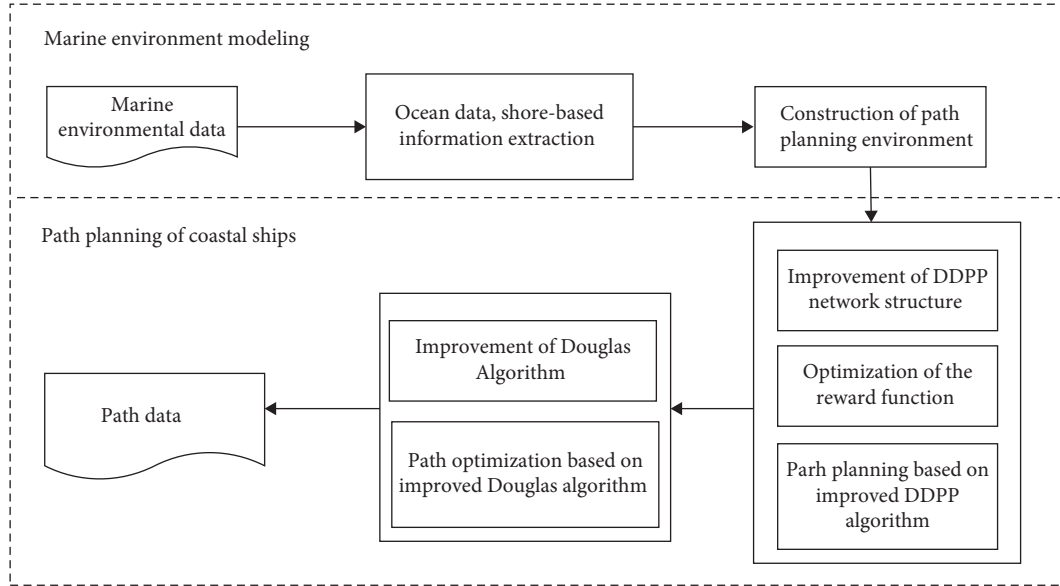 Marine environment modeling
Marine
environmental data
Ocean data, shore-based
information extraction
Construction of path
planning environment
Path planning of coastal ships
Improvement of DDPP
network structure
Optimization of the
reward function
Parh planning based on
improved DDPP
algorithm
Improvement of Douglas
Algorithm
Path optimization based on
improved Douglas algorithm
Path data